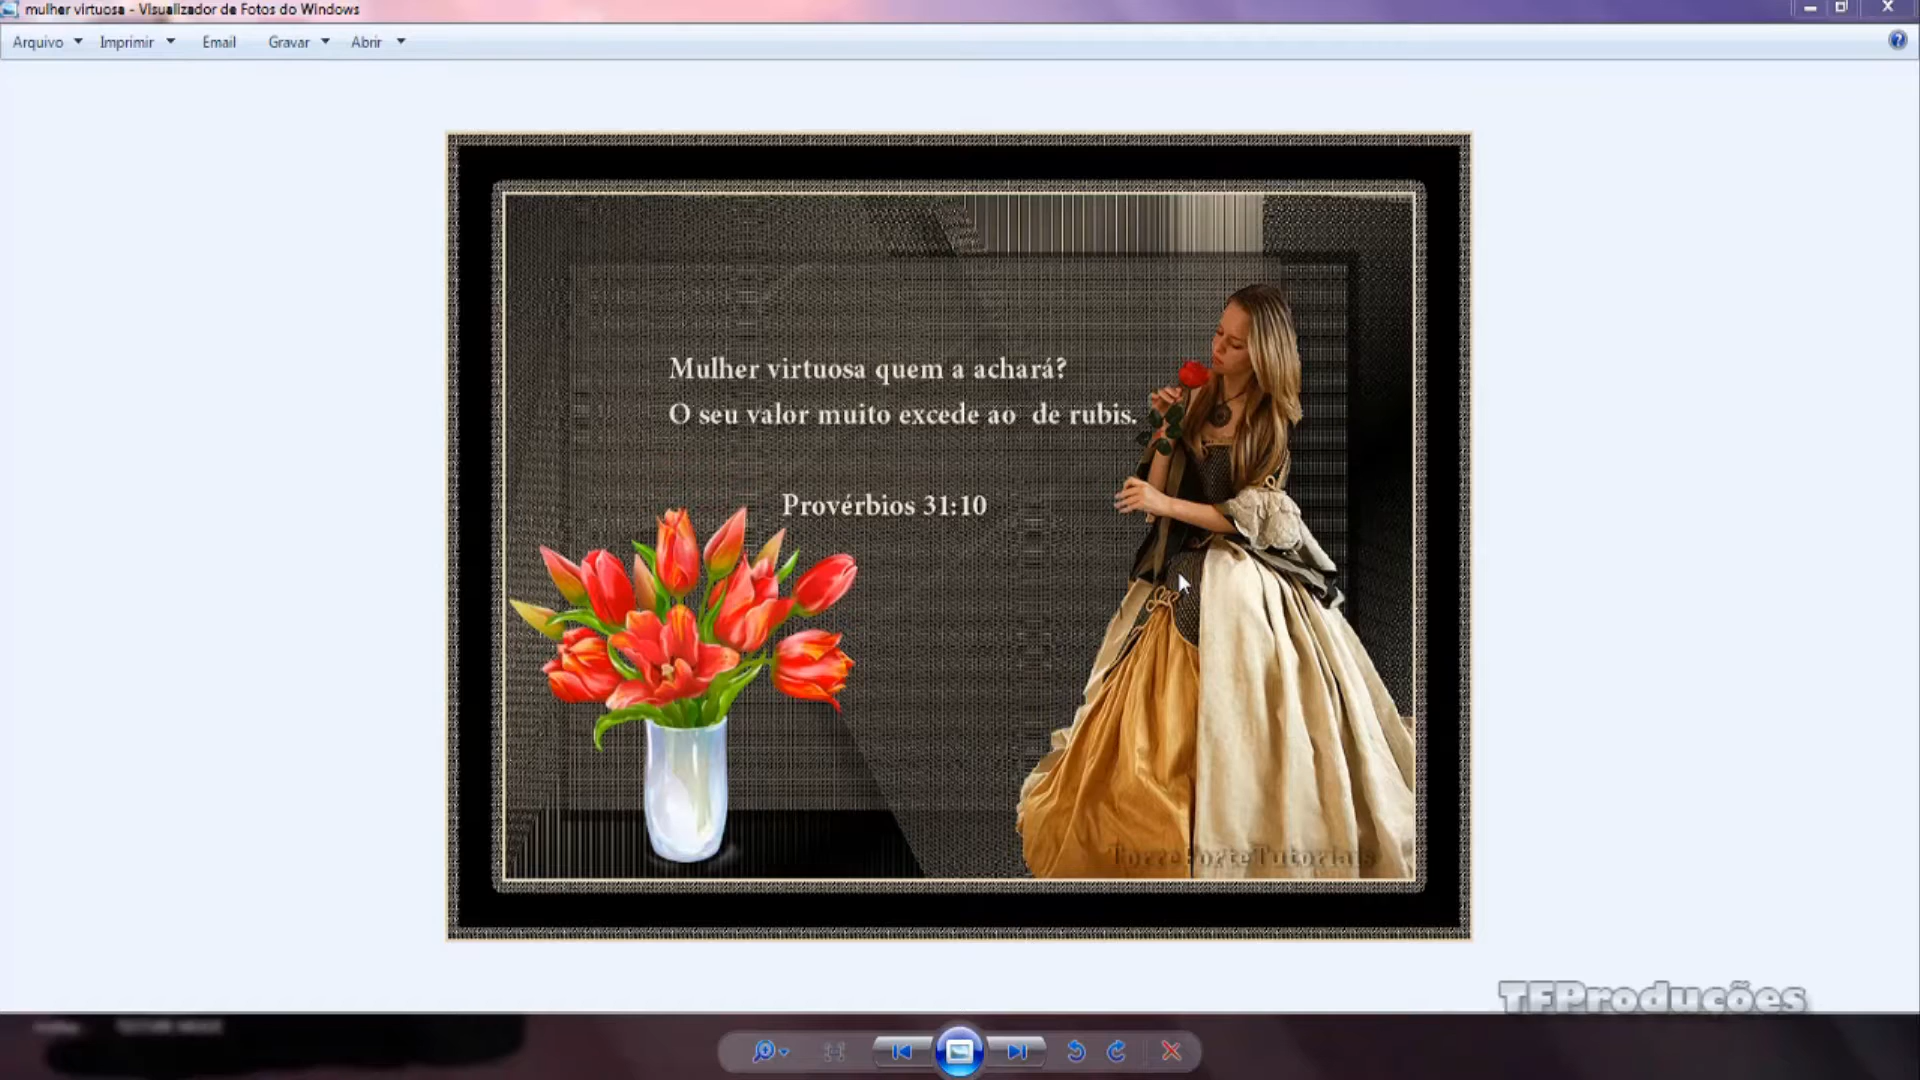 mulher virtuosa - Visualizador de Fotos do Windows
Arquivo Imprimir Email Gravar Abrir
Mulher virtuosa quem a achará?
O seu valor muito excede ao de rubis.
Provérbios 31:10
TorreForteTutoriais
TFProduções